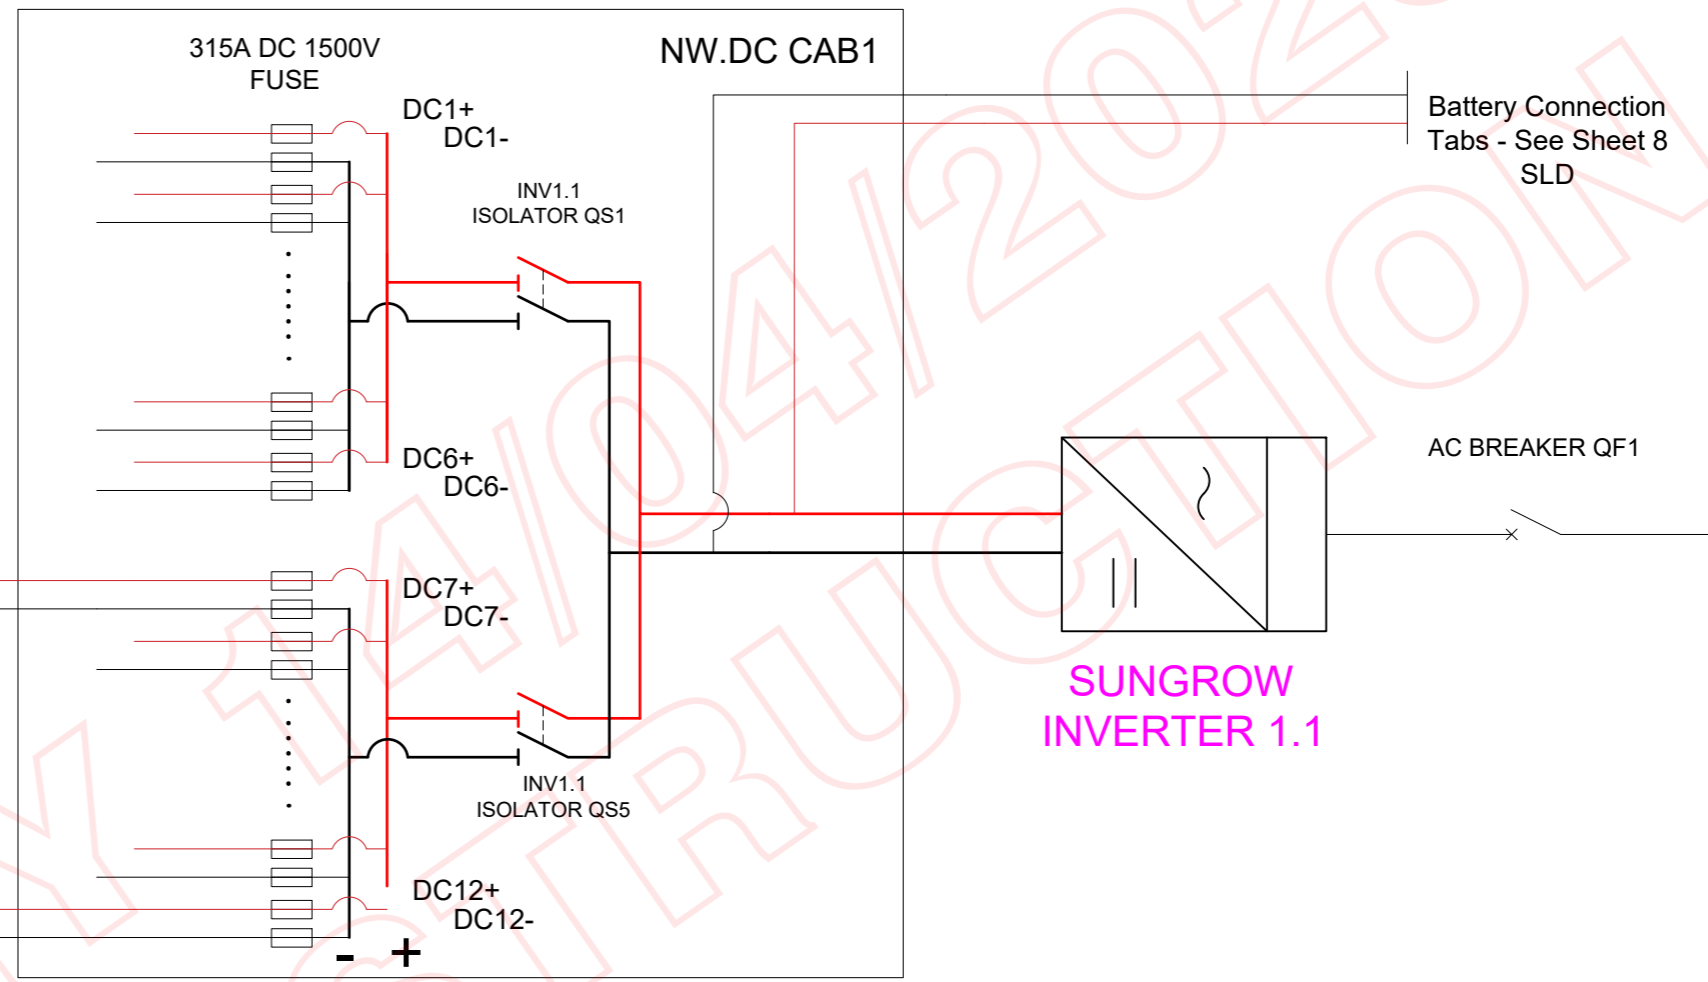 315A DC 1500V
FUSE
NW.DC CAB1
DC1+
DC1-
Battery Connection
Tabs - See Sheet 8
SLD
INV1.1
ISOLATOR QS1
AC BREAKER QF1
DC6+
DC6-
DC7+
DC7-
SUNGROW
INVERTER 1.1
INV1.1
ISOLATOR QS5
DC12+
DC12-
- +